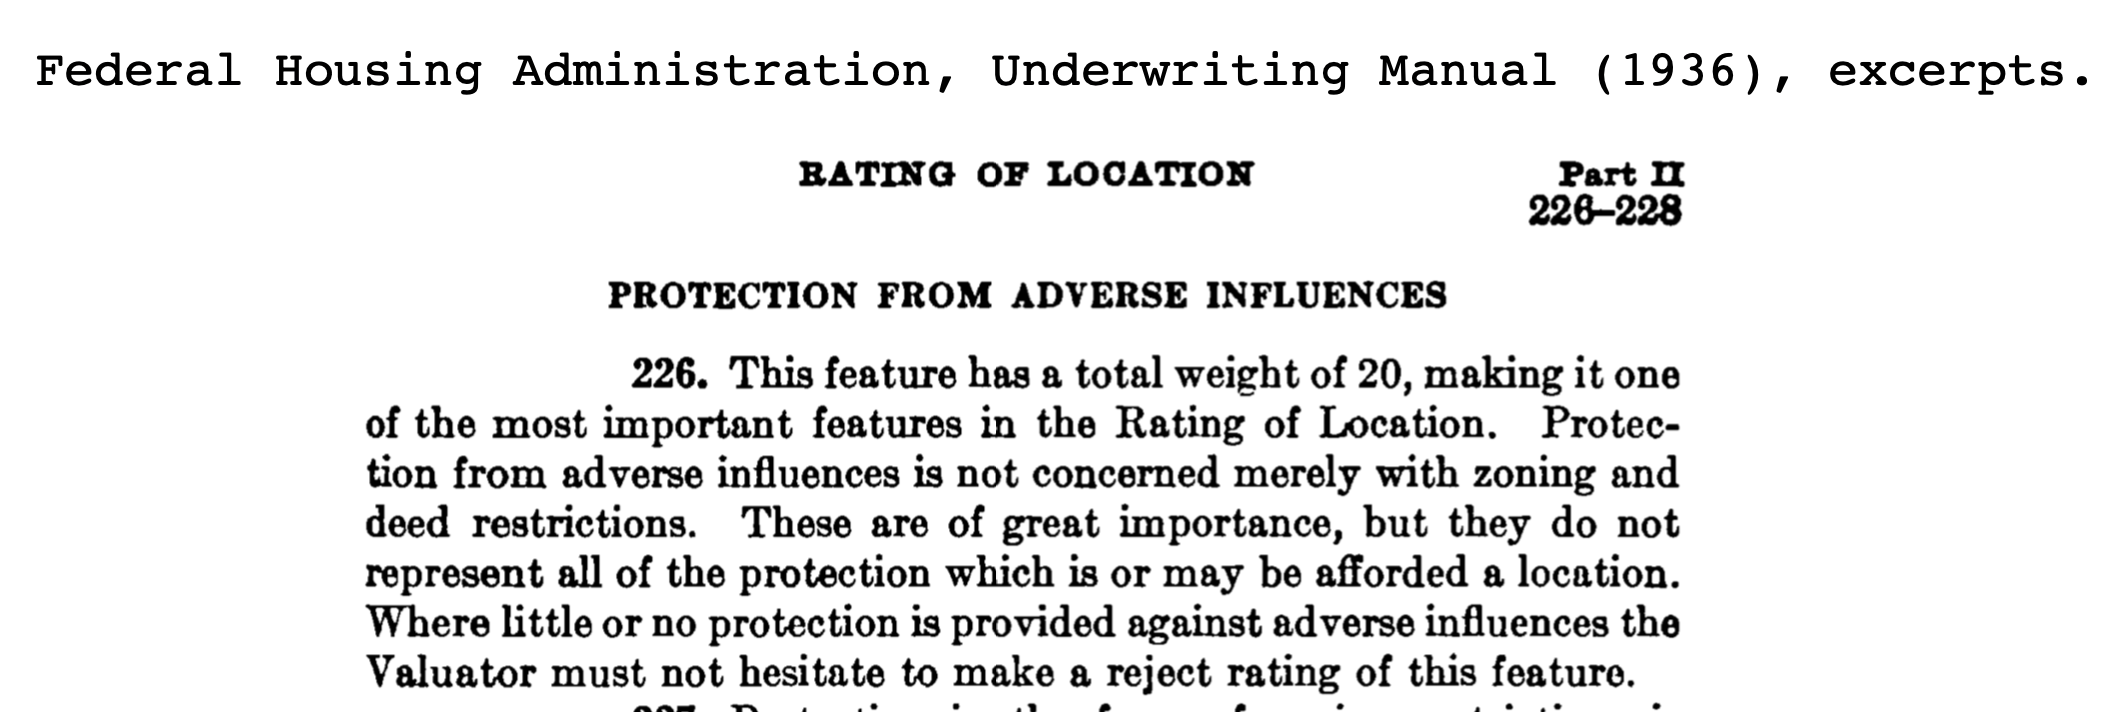 Federal Housing Administration, Underwriting Manual (1936), excerpts.
RATING OF LOCATION
Part II
226–228
PROTECTION FROM ADVERSE INFLUENCES
226. This feature has a total weight of 20, making it one
of the most important features in the Rating of Location. Protec-
tion from adverse influences is not concerned merely with zoning and
deed restrictions. These are of great importance, but they do not
represent all of the protection which is or may be afforded a location.
Where little or no protection is provided against adverse influences the
Valuator must not hesitate to make a reject rating of this feature.